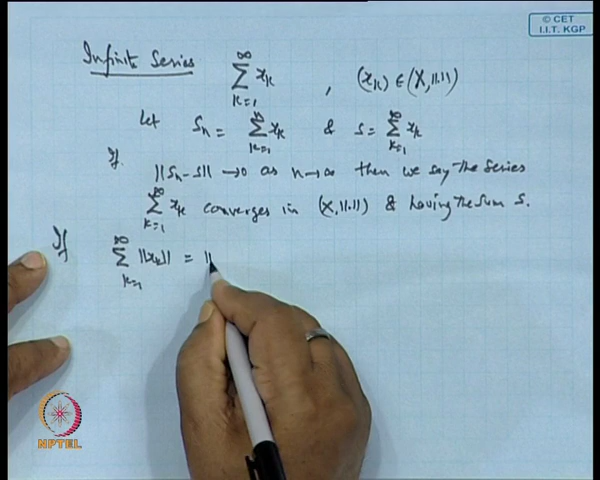 © CET
I.I.T. KGP
Infinite Series ∑_{k=1}^{∞} x_k , (x_k) ∈ (X, ||.||)
Let S_n = ∑_{k=1}^{n} x_k & s = ∑_{k=1}^{∞} x_k
If ||S_n - s|| → 0 as n → ∞ then we say the series
∑_{k=1}^{∞} x_k converges in (X, ||.||) & having the sum s.
If ∑_{k=1}^{∞} ||x_k|| = ||
NPTEL